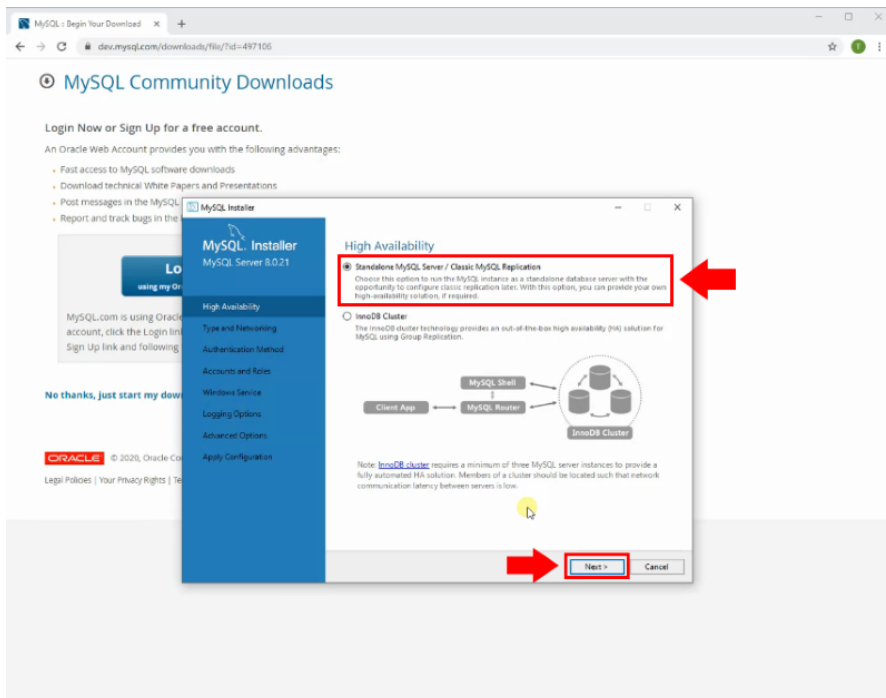 MySQL :: Begin Your Download
dev.mysql.com/downloads/file/?id=497106
MySQL Community Downloads
Login Now or Sign Up for a free account.
An Oracle Web Account provides you with the following advantages:
Fast access to MySQL software downloads
Download technical White Papers and Presentations
Post messages in the MySQL
Report and track bugs in the
Lo
using my Or
MySQL.com is using Oracle
account, click the Login lin
Sign Up link and following
No thanks, just start my dow
ORACLE © 2020, Oracle Co
Legal Policies | Your Privacy Rights | Te
MySQL Installer
MySQL. Installer
MySQL Server 8.0.21
High Availability
Type and Networking
Authentication Method
Accounts and Roles
Windows Service
Logging Options
Advanced Options
Apply Configuration
High Availability
Standalone MySQL Server / Classic MySQL Replication
Choose this option to run the MySQL instance as a standalone database server with the
opportunity to configure classic replication later. With this option, you can provide your own
high-availability solution, if required.
InnoDB Cluster
The InnoDB cluster technology provides an out-of-the-box high availability (HA) solution for
MySQL using Group Replication.
MySQL Shell
Client App
MySQL Router
InnoDB Cluster
Note: InnoDB cluster requires a minimum of three MySQL server instances to provide a
fully automated HA solution. Members of a cluster should be located such that network
communication latency between servers is low.
Next >
Cancel